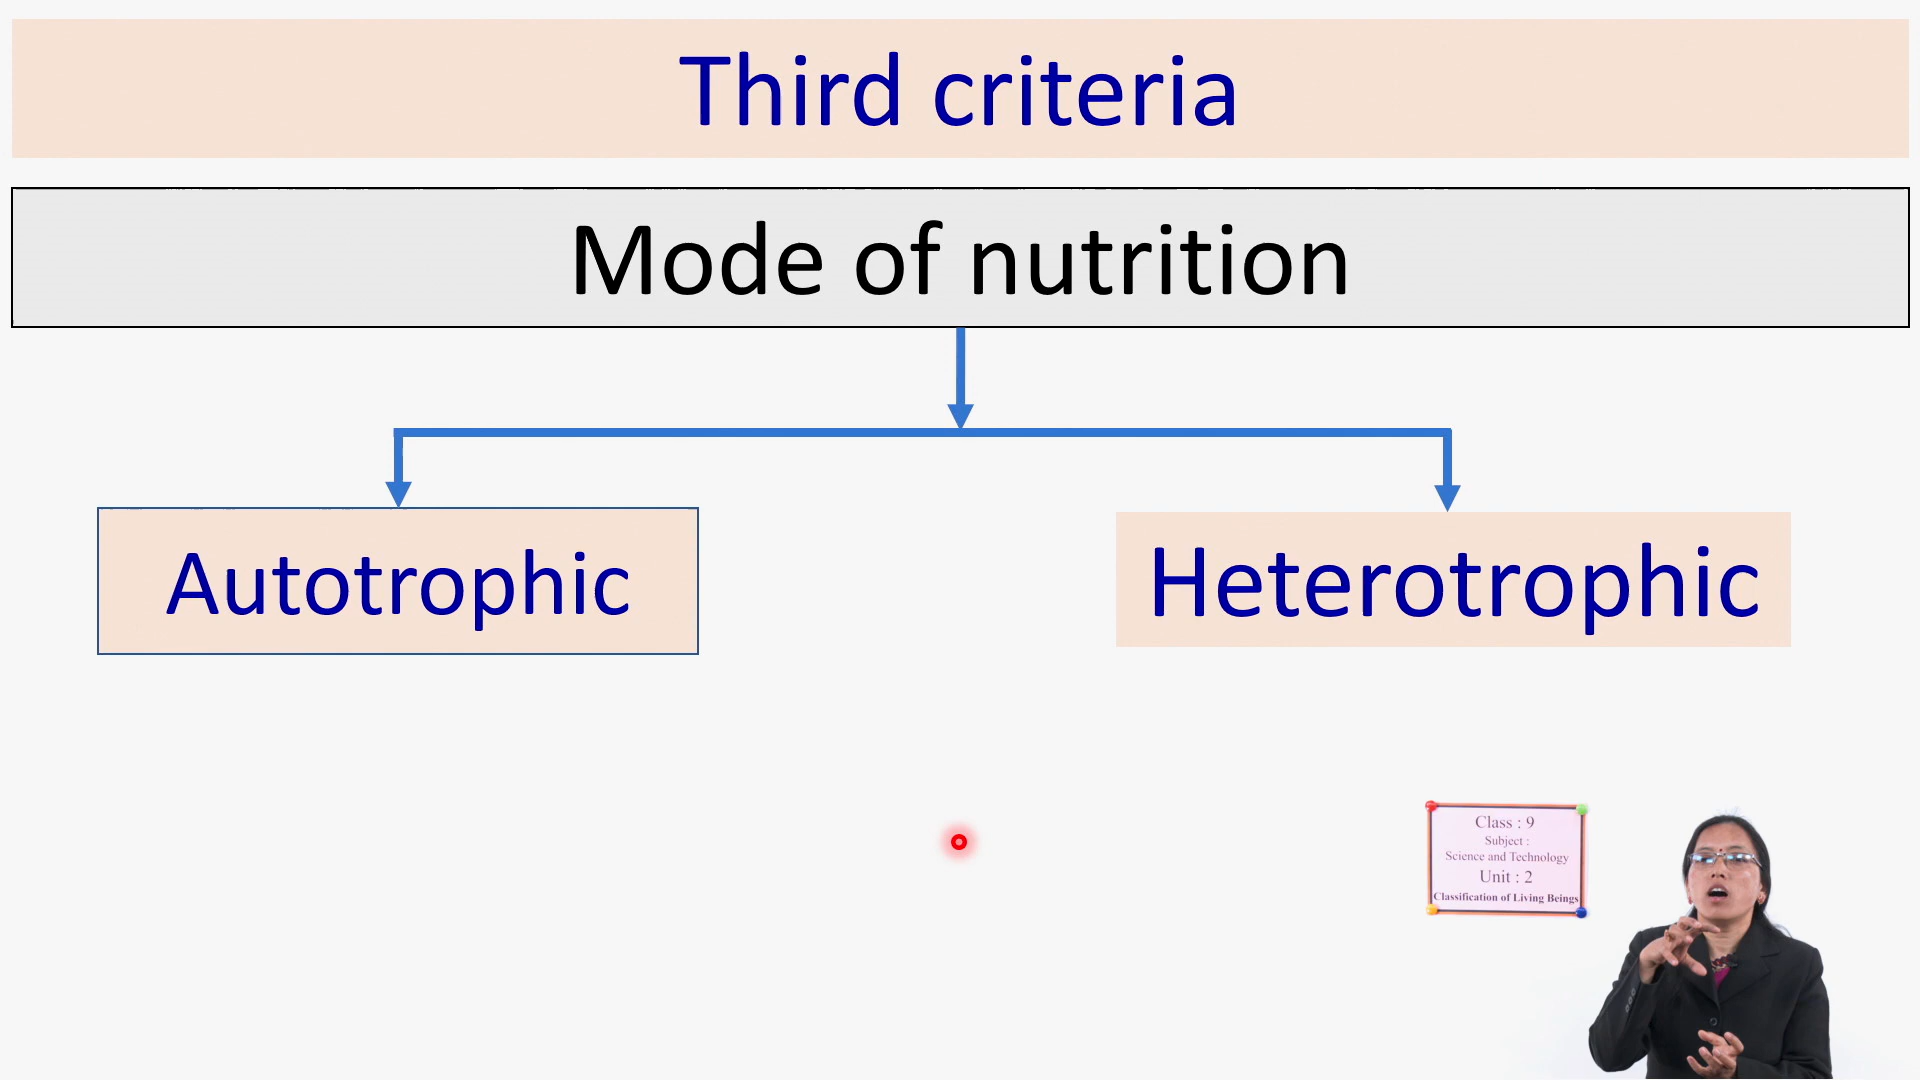 Third criteria
Mode of nutrition
Autotrophic
Heterotrophic
Class : 9
Subject :
Science and Technology
Unit : 2
Classification of Living Beings